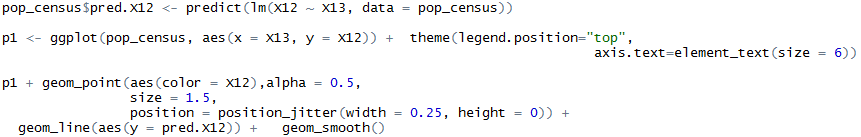 pop_census$pred.X12 <- predict(lm(X12 ~ X13, data = pop_census))
p1 <- ggplot(pop_census, aes(x = X13, y = X12)) +  theme(legend.position="top",
axis.text=element_text(size = 6))
p1 + geom_point(aes(color = X12),alpha = 0.5,
size = 1.5,
position = position_jitter(width = 0.25, height = 0)) +
geom_line(aes(y = pred.X12)) +   geom_smooth()